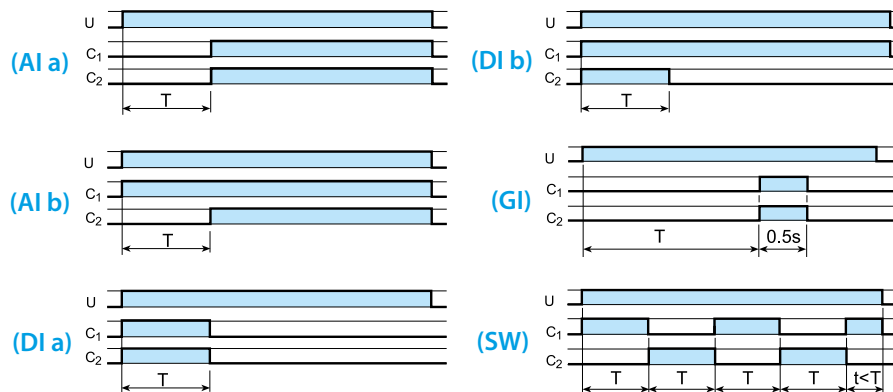 (AI a)
U
C₁
C₂
T
(AI b)
U
C₁
C₂
T
(DI a)
U
C₁
C₂
T
(DI b)
U
C₁
C₂
T
(GI)
U
C₁
C₂
T 0.5s
(SW)
U
C₁
C₂
T T T T t<T